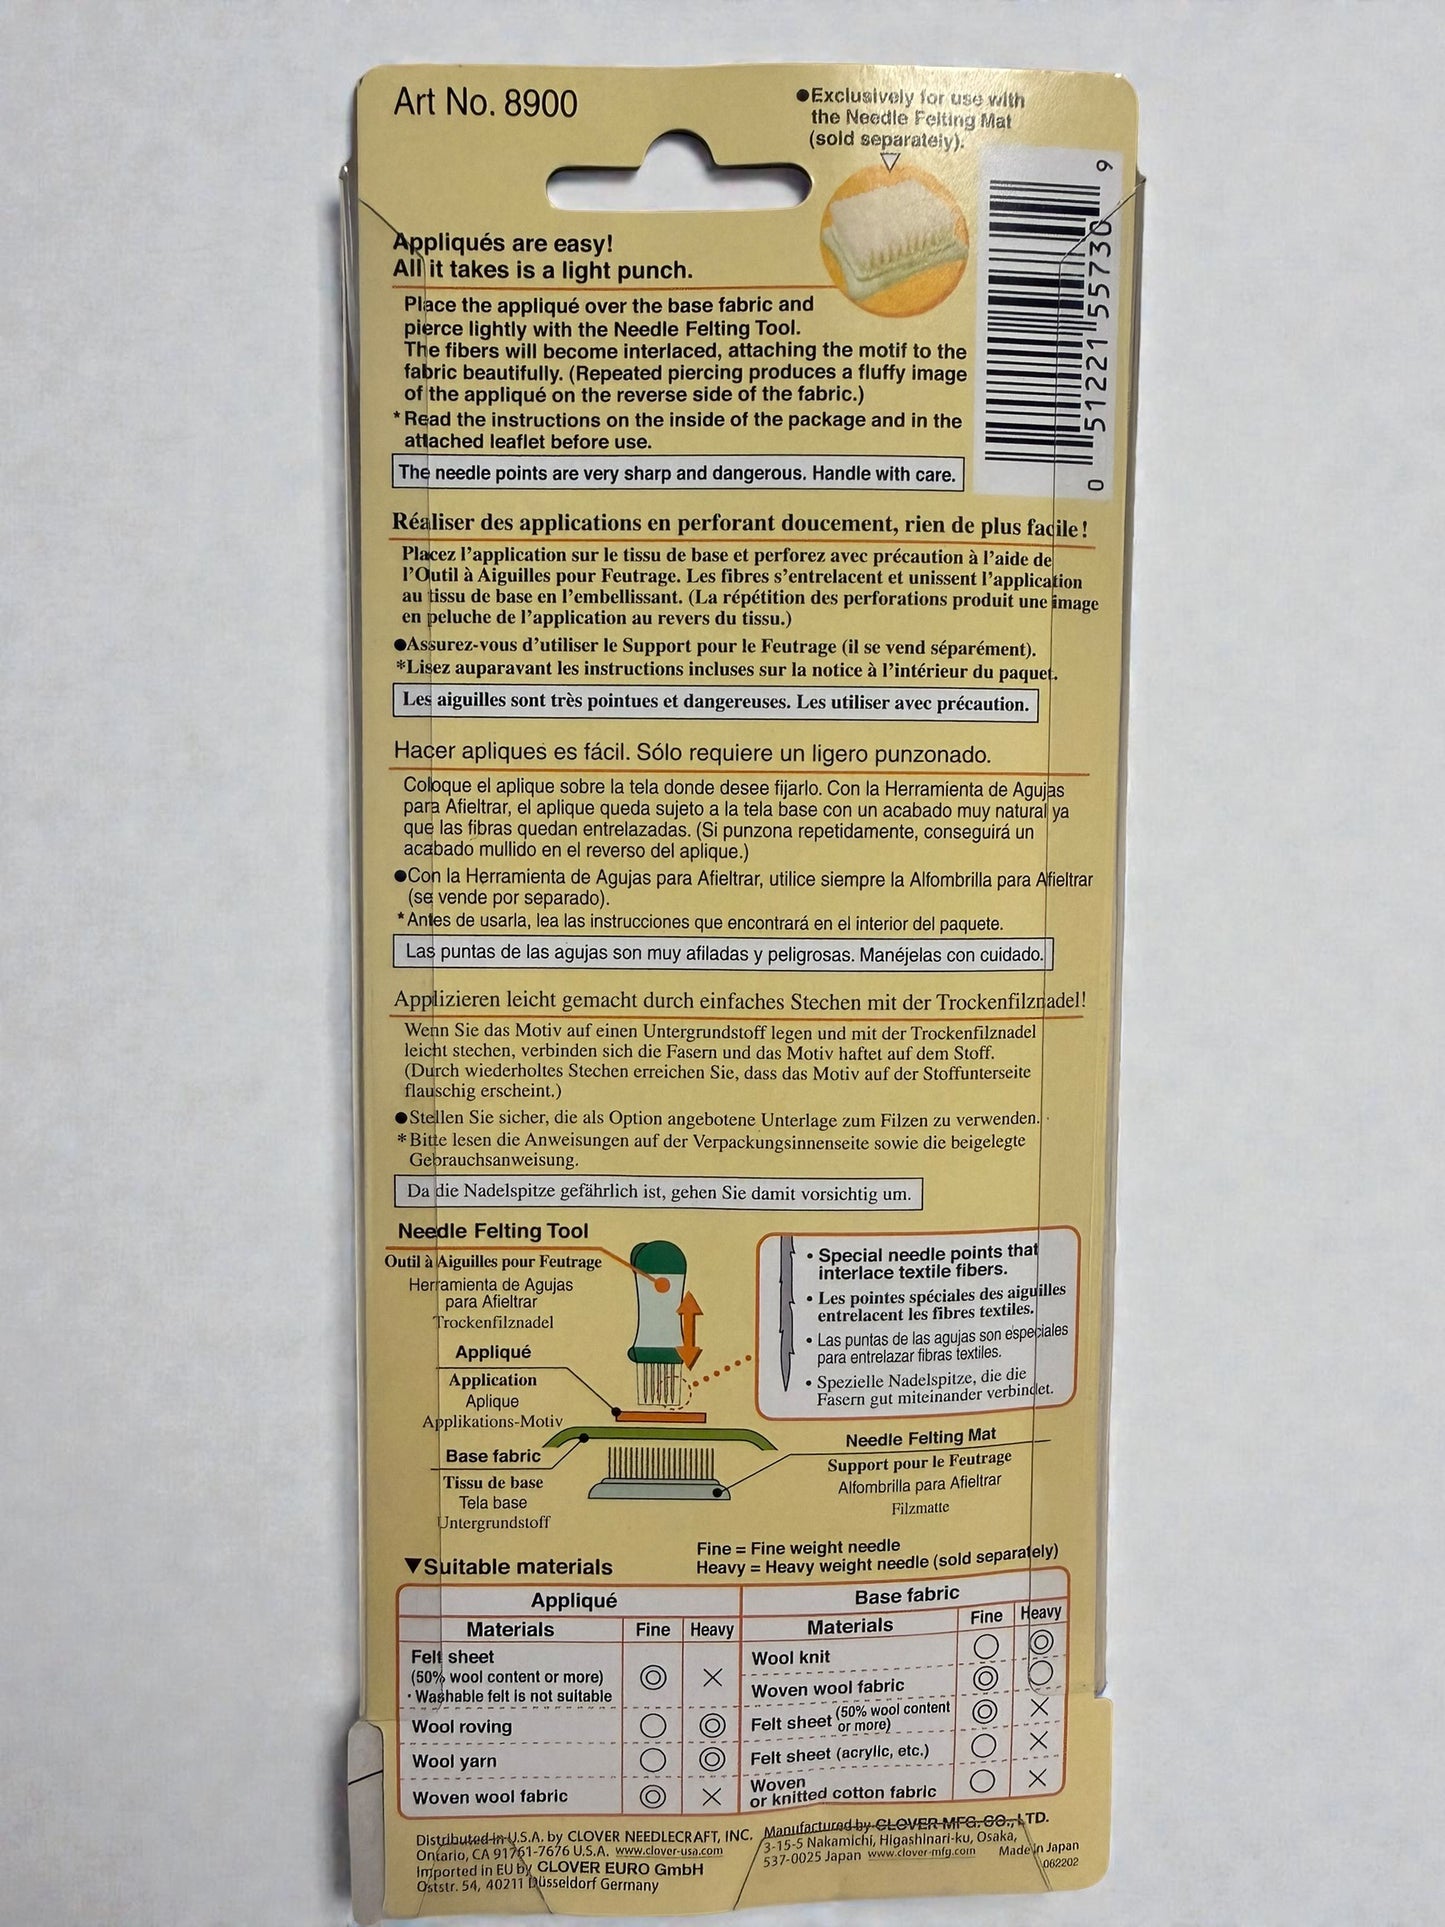 Art No. 8900
●Exclusively for use with
the Needle Felting Mat
(sold separately).
0 51221 55730 9
Appliqués are easy!
All it takes is a light punch.
Place the appliqué over the base fabric and
pierce lightly with the Needle Felting Tool.
The fibers will become interlaced, attaching the motif to the
fabric beautifully. (Repeated piercing produces a fluffy image
of the appliqué on the reverse side of the fabric.)
* Read the instructions on the inside of the package and in the
attached leaflet before use.
The needle points are very sharp and dangerous. Handle with care.
Réaliser des applications en perforant doucement, rien de plus facile !
Placez l'application sur le tissu de base et perforez avec précaution à l'aide de
l'Outil à Aiguilles pour Feutrage. Les fibres s'entrelacent et unissent l'application
au tissu de base en l'embellissant. (La répétition des perforations produit une image
en peluche de l'application au revers du tissu.)
●Assurez-vous d'utiliser le Support pour le Feutrage (il se vend séparément).
*Lisez auparavant les instructions incluses sur la notice à l'intérieur du paquet.
Les aiguilles sont très pointues et dangereuses. Les utiliser avec précaution.
Hacer apliques es fácil. Sólo requiere un ligero punzonado.
Coloque el aplique sobre la tela donde desee fijarlo. Con la Herramienta de Agujas
para Afieltrar, el aplique queda sujeto a la tela base con un acabado muy natural ya
que las fibras quedan entrelazadas. (Si punzona repetidamente, conseguirá un
acabado mullido en el reverso del aplique.)
●Con la Herramienta de Agujas para Afieltrar, utilice siempre la Alfombrilla para Afieltrar
(se vende por separado).
* Antes de usarla, lea las instrucciones que encontrará en el interior del paquete.
Las puntas de las agujas son muy afiladas y peligrosas. Manéjelas con cuidado.
Applizieren leicht gemacht durch einfaches Stechen mit der Trockenfilznadel!
Wenn Sie das Motiv auf einen Untergrundstoff legen und mit der Trockenfilznadel
leicht stechen, verbinden sich die Fasern und das Motiv haftet auf dem Stoff.
(Durch wiederholtes Stechen erreichen Sie, dass das Motiv auf der Stoffunterseite
flauschig erscheint.)
●Stellen Sie sicher, die als Option angebotene Unterlage zum Filzen zu verwenden.
* Bitte lesen die Anweisungen auf der Verpackungsinnenseite sowie die beigelegte
Gebrauchsanweisung.
Da die Nadelspitze gefährlich ist, gehen Sie damit vorsichtig um.
Needle Felting Tool
Outil à Aiguilles pour Feutrage
Herramienta de Agujas
para Afieltrar
Trockenfilznadel
• Special needle points that
interlace textile fibers.
• Les pointes spéciales des aiguilles
entrelacent les fibres textiles.
• Las puntas de las agujas son especiales
para entrelazar fibras textiles.
• Spezielle Nadelspitze, die die
Fasern gut miteinander verbindet.
Appliqué
Application
Aplique
Applikations-Motiv
Base fabric
Tissu de base
Tela base
Untergrundstoff
Needle Felting Mat
Support pour le Feutrage
Alfombrilla para Afieltrar
Filzmatte
▼Suitable materials
Fine = Fine weight needle
Heavy = Heavy weight needle (sold separately)
Appliqué
Materials Fine Heavy
Felt sheet
(50% wool content or more) ◎ ×
· Washable felt is not suitable
Wool roving ○ ◎
Wool yarn ○ ◎
Woven wool fabric ◎ ×
Base fabric
Materials Fine Heavy
Wool knit ○ ◎
Woven wool fabric ◎ ○
Felt sheet (50% wool content or more) ◎ ×
Felt sheet (acrylic, etc.) ○ ×
Woven
or knitted cotton fabric ○ ×
Distributed in U.S.A. by CLOVER NEEDLECRAFT, INC.
Ontario, CA 91761-7676 U.S.A. www.clover-usa.com
Imported in EU by CLOVER EURO GmbH
Oststr. 54, 40211 Düsseldorf Germany
Manufactured by CLOVER MFG. CO., LTD.
3-15-5 Nakamichi, Higashinari-ku, Osaka,
537-0025 Japan www.clover-mfg.com Made in Japan
062202